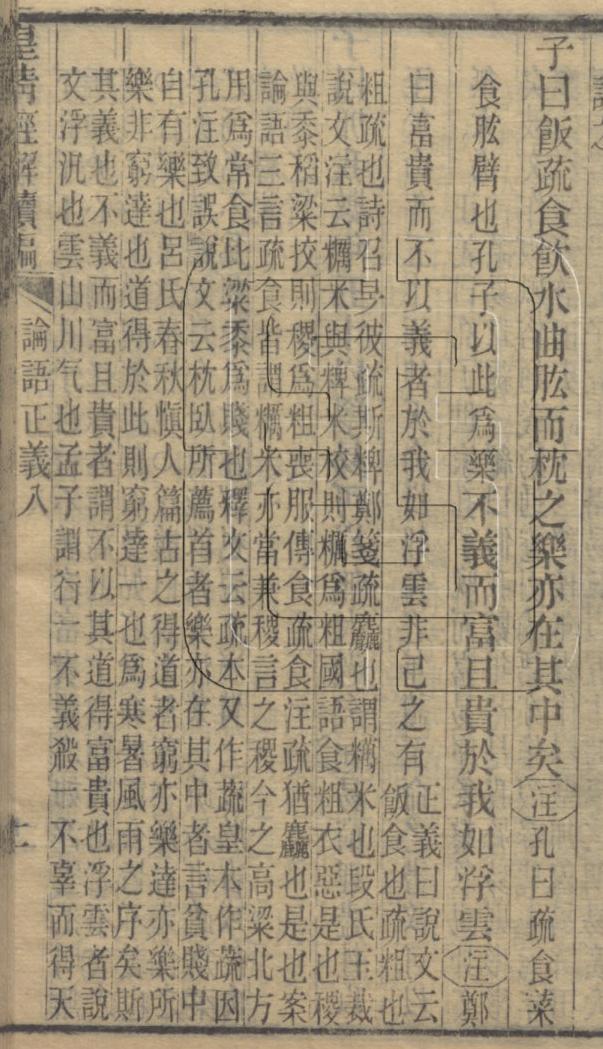 子曰飯疏食飲水曲肱而枕之樂亦在其中矣注孔曰疏食菜
食肱臂也孔子以此爲樂不義而富且貴於我如浮雲注鄭
曰富貴而不以義者於我如浮雲非己之有
正義曰說文云
飯食也疏粗也
粗疏也詩召旻彼疏斯粺鄭箋疏麤也謂糲米也段氏玉裁
說文注云糲米與粺米校則糲爲粗國語食粗衣惡是也稷
與黍稻粱挍則稷爲粗喪服傳食疏食注疏猶麤也是也案
論語三言疏食皆謂糲米亦當兼稷言之稷今之高粱北方
用爲常食比粱黍爲賤也釋文云疏本又作蔬皇本作蔬因
孔注致誤說文云枕臥所薦首者樂亦在其中者言貧賤中
自有樂也呂氏春秋愼人篇古之得道者窮亦樂達亦樂所
樂非窮達也道得於此則窮達一也爲寒暑風雨之序矣斯
其義也不義而富且貴者謂不以其道得富貴也浮雲者說
文浮汎也雲山川气也孟子謂行一不義殺一不辜而得天
皇清經解續編
論語正義八